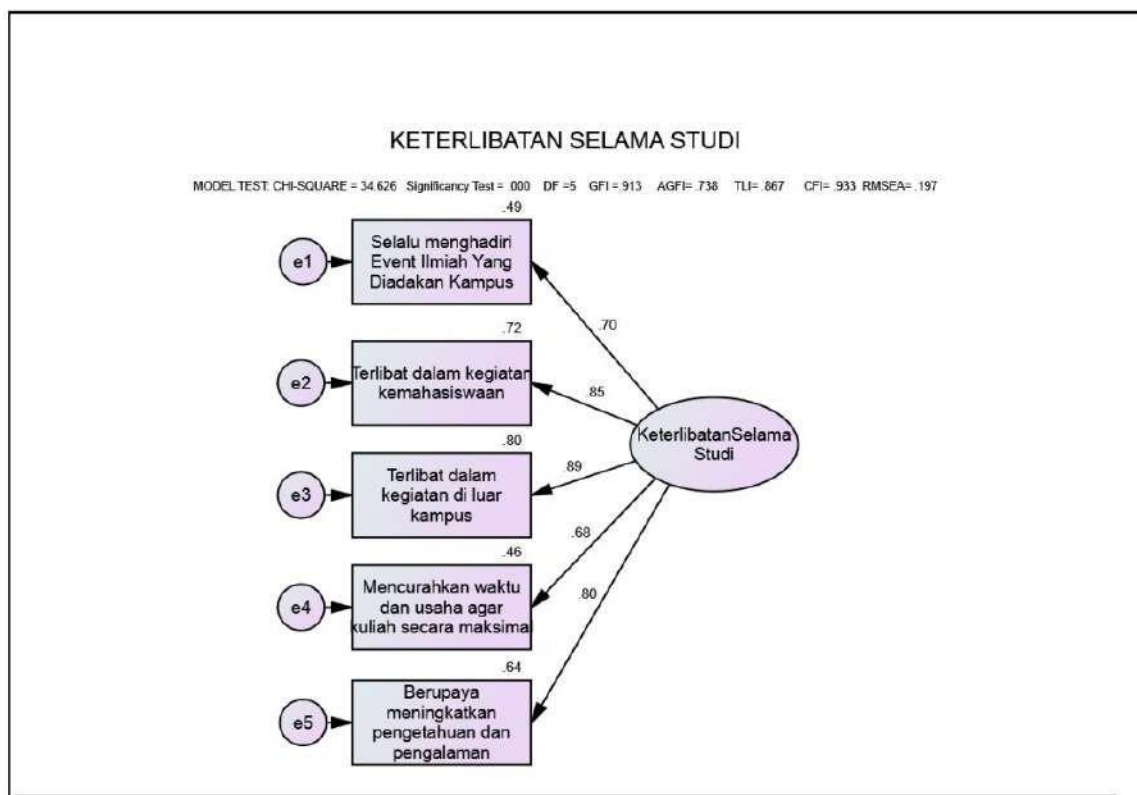 KETERLIBATAN SELAMA STUDI
MODEL TEST: CHI-SQUARE = 34.626 Significancy Test = .000 DF =5 GFI =.913 AGFI= .738 TLI= .867 CFI= .933 RMSEA= .197
.49
e1
Selalu menghadiri
Event Ilmiah Yang
Diadakan Kampus
.70
.72
e2
Terlibat dalam kegiatan
kemahasiswaan
.85
KeterlibatanSelama
Studi
.80
e3
Terlibat dalam
kegiatan di luar
kampus
.89
.46
e4
Mencurahkan waktu
dan usaha agar
kuliah secara maksimal
.68
.64
e5
Berupaya
meningkatkan
pengetahuan dan
pengalaman
.80